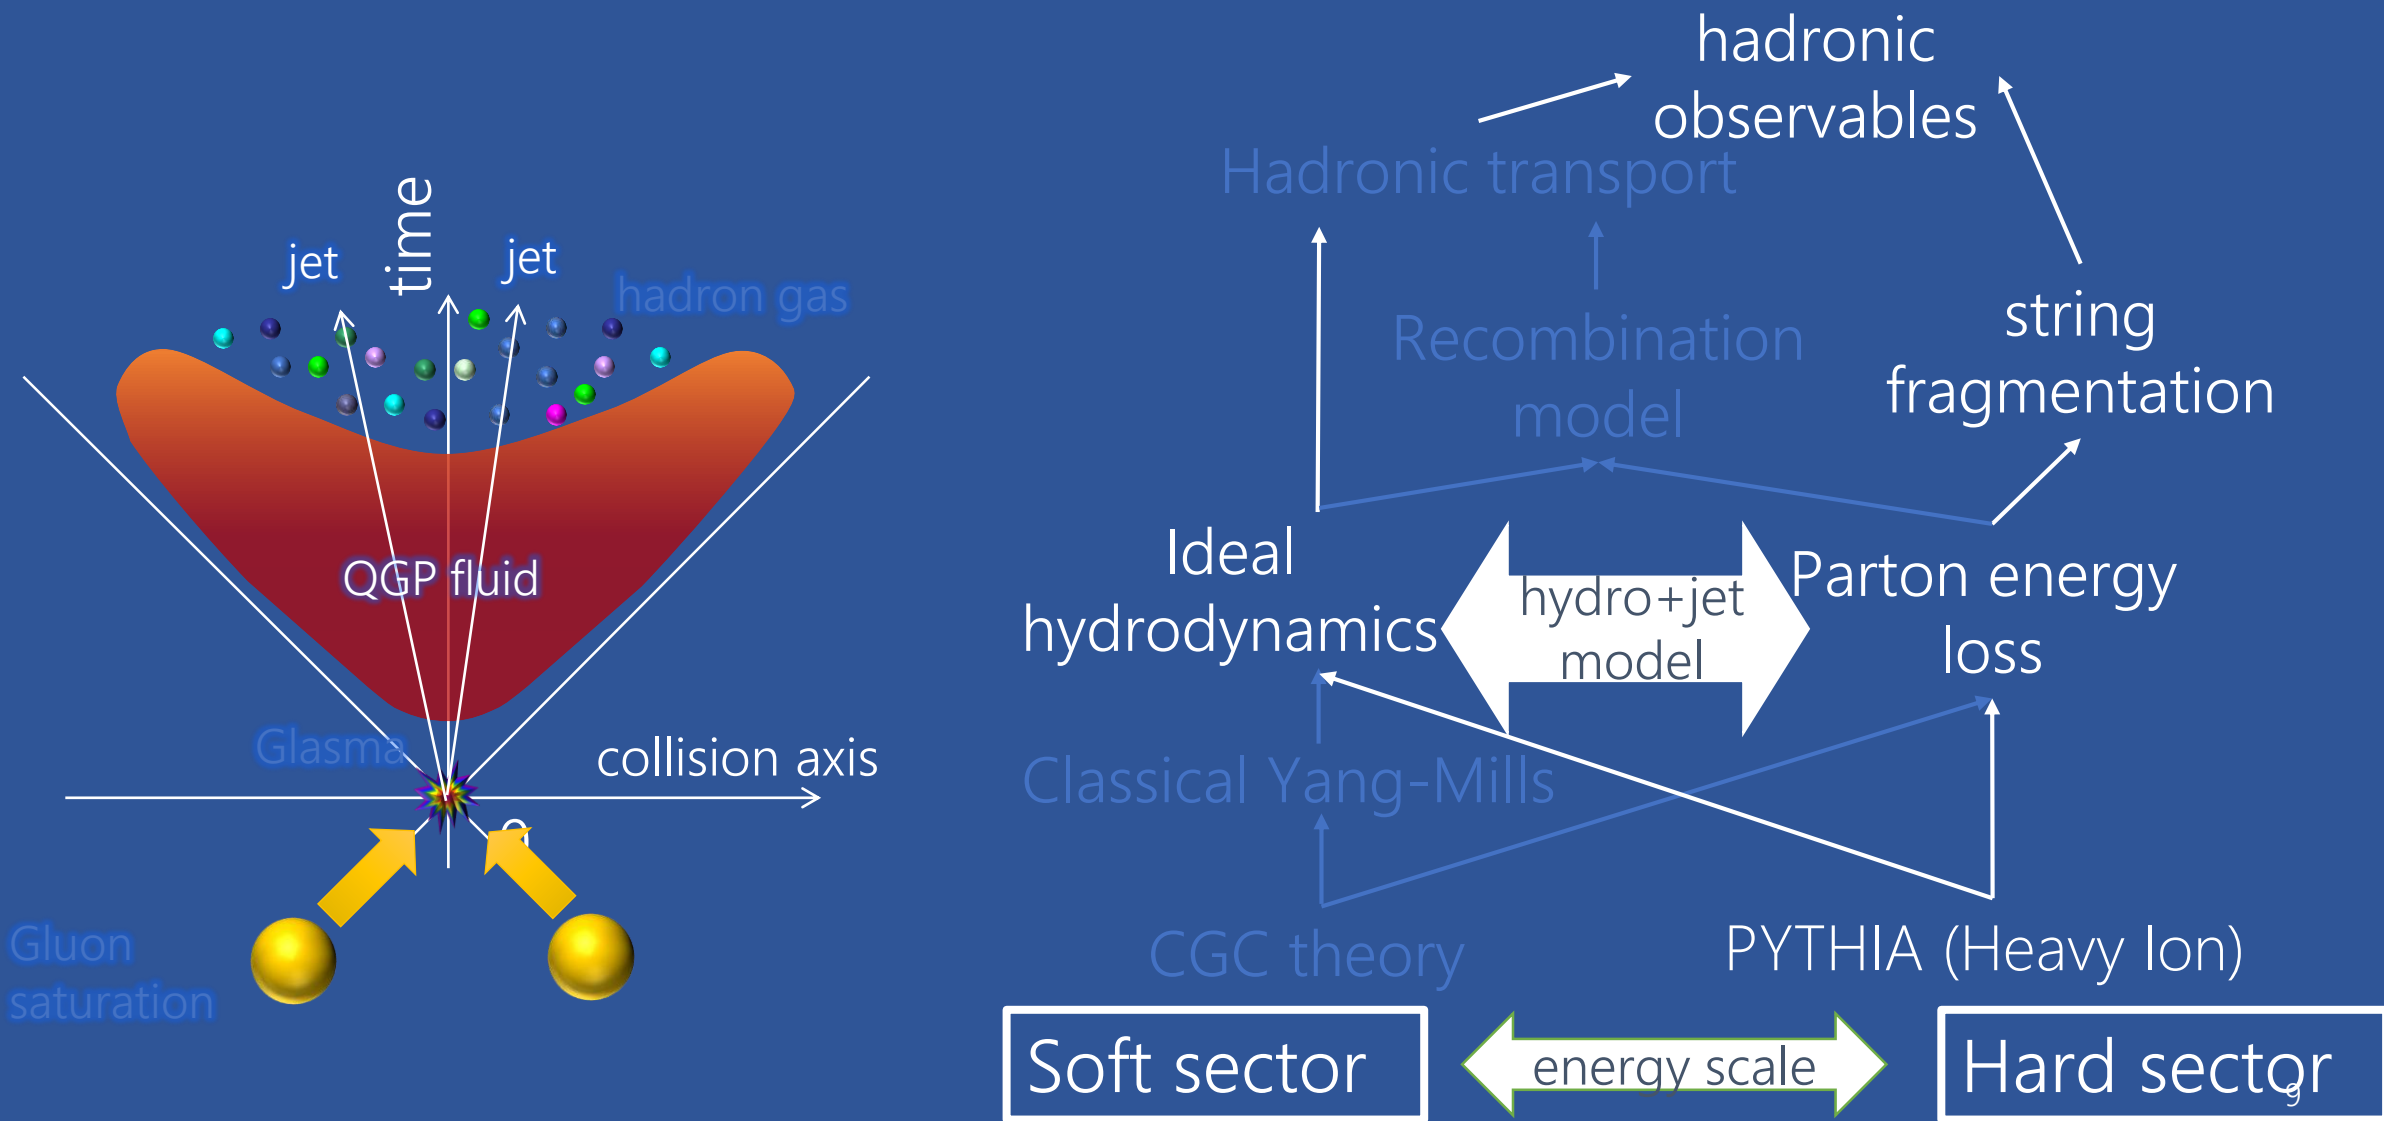 time
jet
jet
hadron gas
QGP fluid
Glasma
collision axis
0
Gluon
saturation
hadronic
observables
Hadronic transport
Recombination
model
string
fragmentation
Ideal
hydrodynamics
hydro+jet
model
Parton energy
loss
Classical Yang-Mills
CGC theory
PYTHIA (Heavy Ion)
Soft sector
energy scale
Hard sector
9